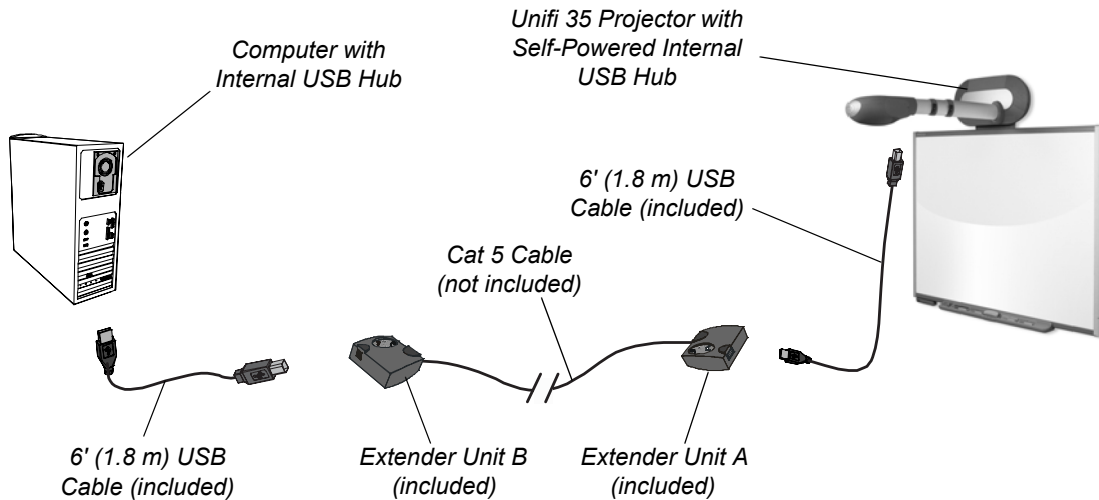 Unifi 35 Projector with
Self-Powered Internal
USB Hub
Computer with
Internal USB Hub
6' (1.8 m) USB
Cable (included)
Cat 5 Cable
(not included)
6' (1.8 m) USB
Cable (included)
Extender Unit B
(included)
Extender Unit A
(included)